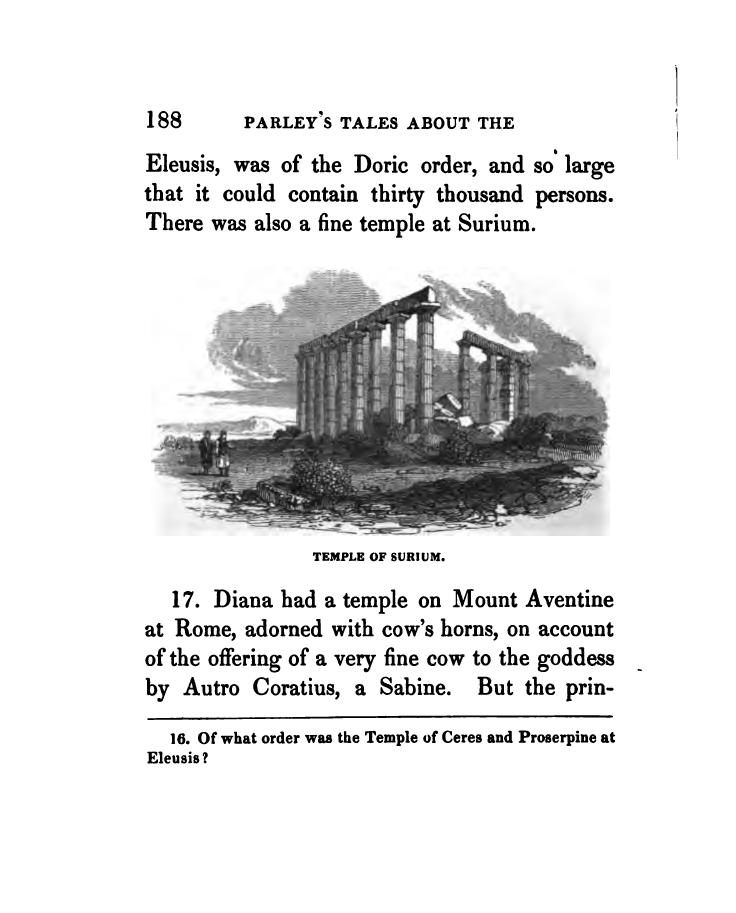 188 PARLEY'S TALES ABOUT THE
Eleusis, was of the Doric order, and so large
that it could contain thirty thousand persons.
There was also a fine temple at Surium.
TEMPLE OF SURIUM.
17. Diana had a temple on Mount Aventine
at Rome, adorned with cow's horns, on account
of the offering of a very fine cow to the goddess
by Autro Coratius, a Sabine. But the prin-
16. Of what order was the Temple of Ceres and Proserpine at
Eleusis?